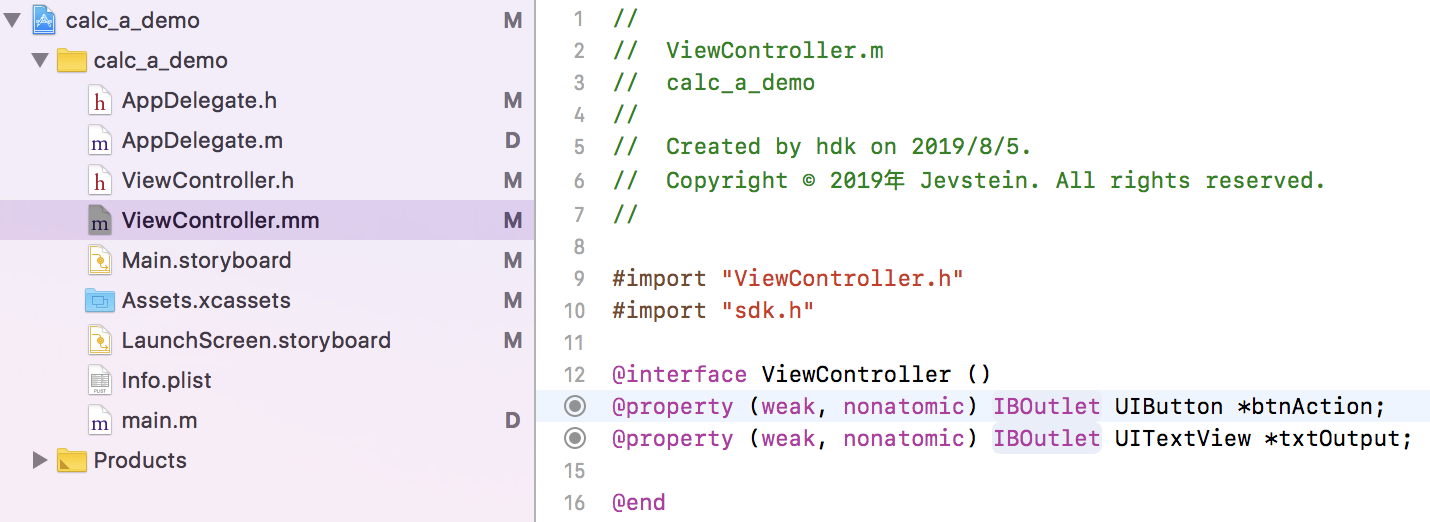 calc_a_demo M
calc_a_demo
h AppDelegate.h M
m AppDelegate.m D
h ViewController.h M
m ViewController.mm M
Main.storyboard M
Assets.xcassets M
LaunchScreen.storyboard M
PLIST Info.plist
m main.m D
Products
1 //
2 //  ViewController.m
3 //  calc_a_demo
4 //
5 //  Created by hdk on 2019/8/5.
6 //  Copyright © 2019年 Jevstein. All rights reserved.
7 //
8
9 #import "ViewController.h"
10 #import "sdk.h"
11
12 @interface ViewController ()
@property (weak, nonatomic) IBOutlet UIButton *btnAction;
@property (weak, nonatomic) IBOutlet UITextView *txtOutput;
15
16 @end